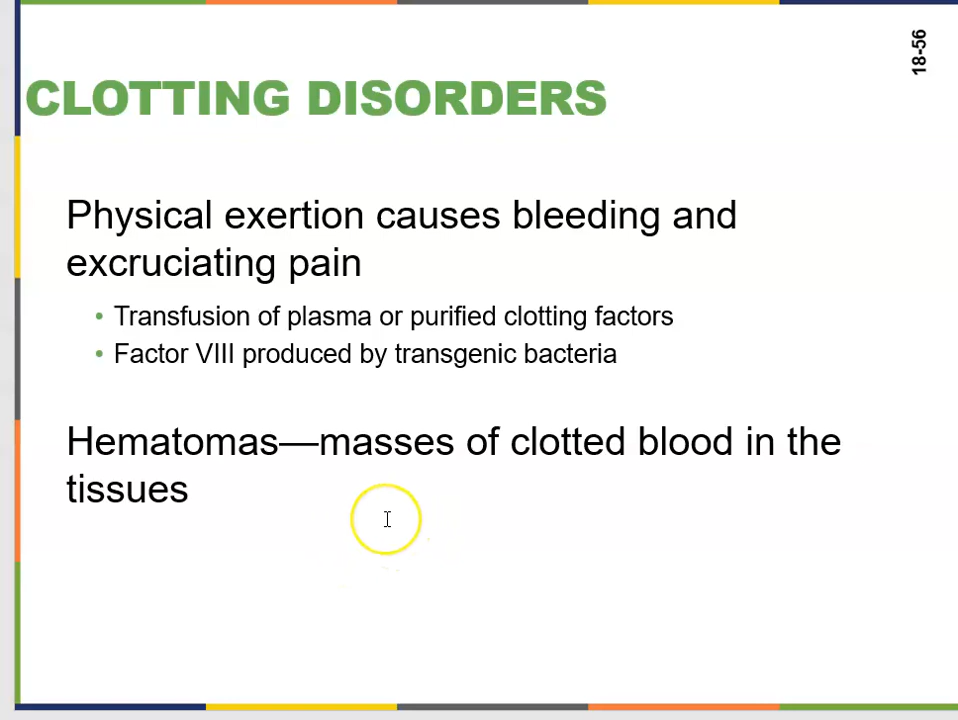 18-56
CLOTTING DISORDERS
Physical exertion causes bleeding and
excruciating pain
• Transfusion of plasma or purified clotting factors
• Factor VIII produced by transgenic bacteria
Hematomas—masses of clotted blood in the
tissues